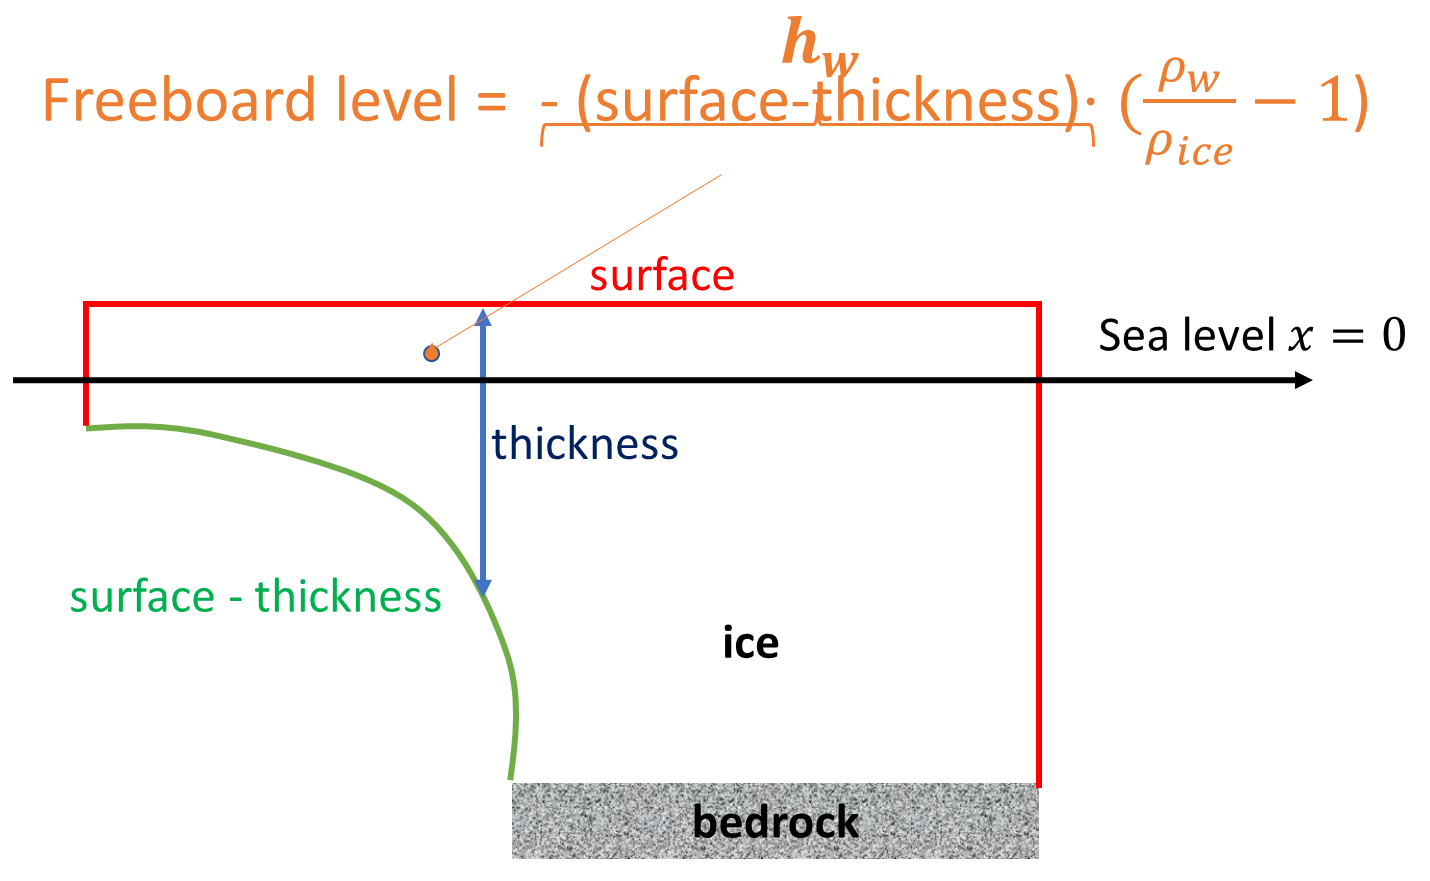 h_w
Freeboard level = - (surface-thickness)· (ρ_w/ρ_ice − 1)
surface
Sea level x = 0
thickness
surface - thickness
ice
bedrock